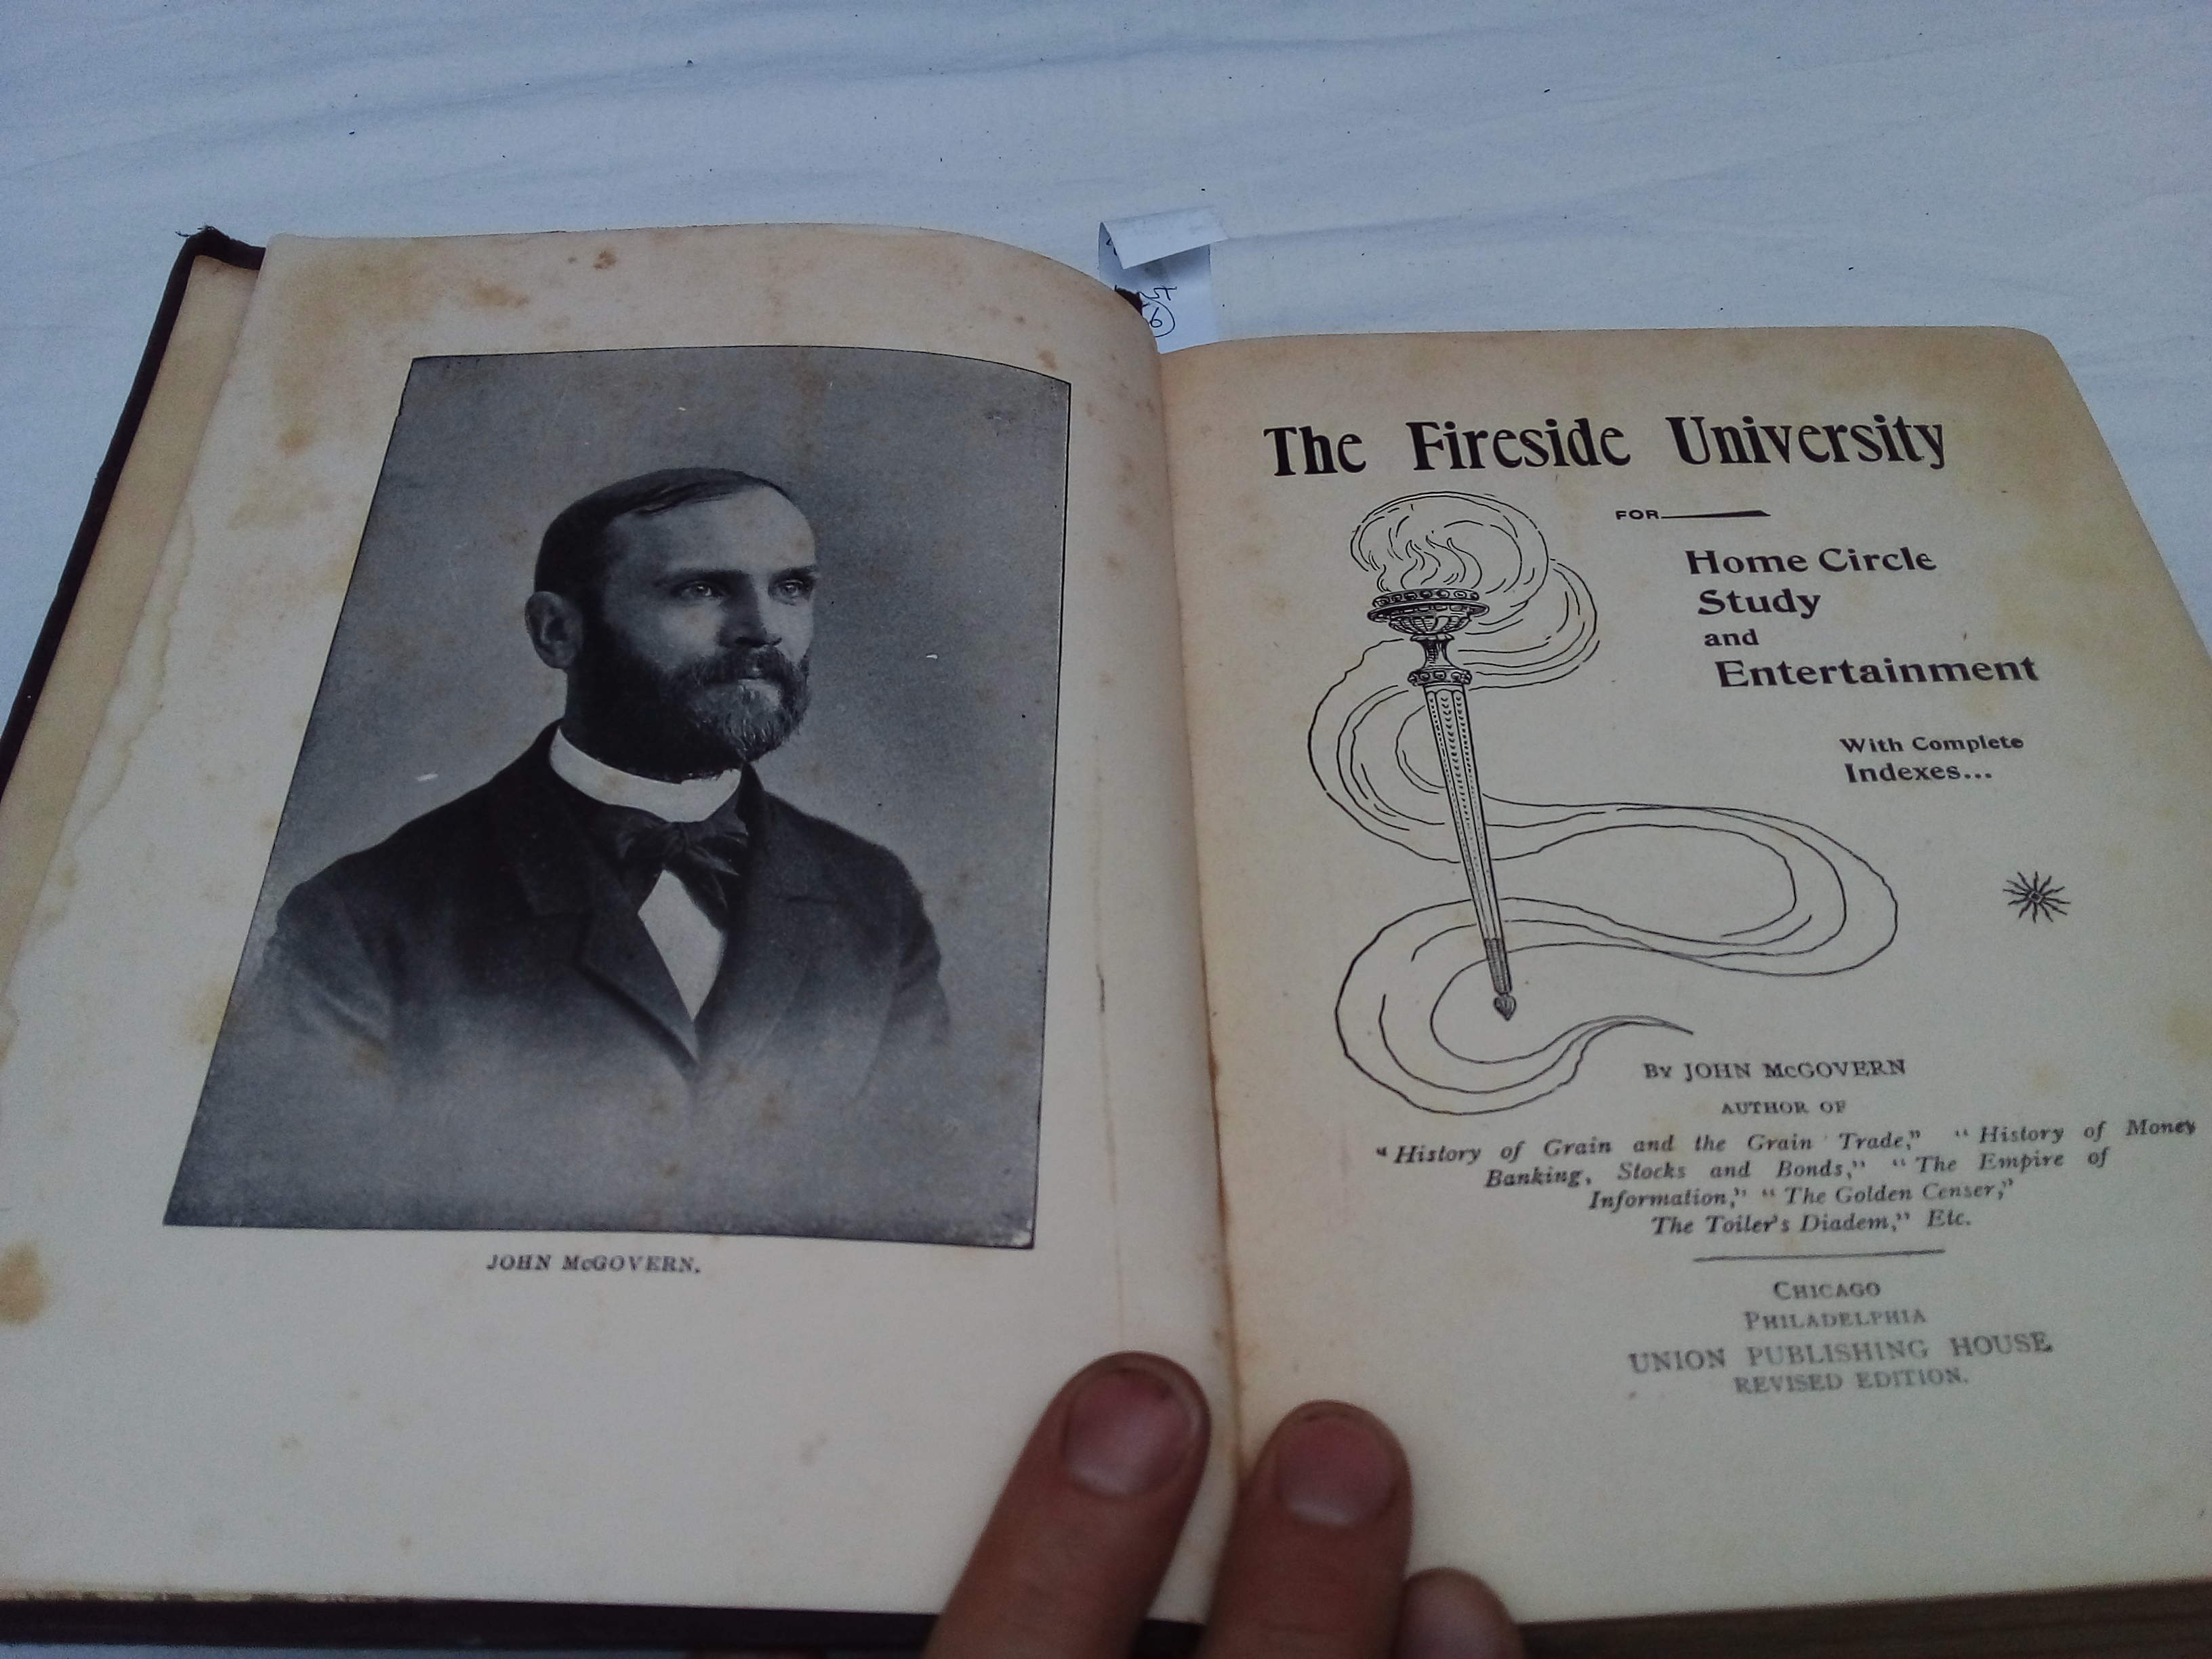 JOHN McGOVERN.
The Fireside University
FOR
Home Circle
Study
and
Entertainment
With Complete
Indexes...
By JOHN McGOVERN
AUTHOR OF
"History of Grain and the Grain Trade," "History of Money
Banking, Stocks and Bonds," "The Empire of
Information," "The Golden Censer,"
The Toiler's Diadem," Etc.
CHICAGO
PHILADELPHIA
UNION PUBLISHING HOUSE
REVISED EDITION.